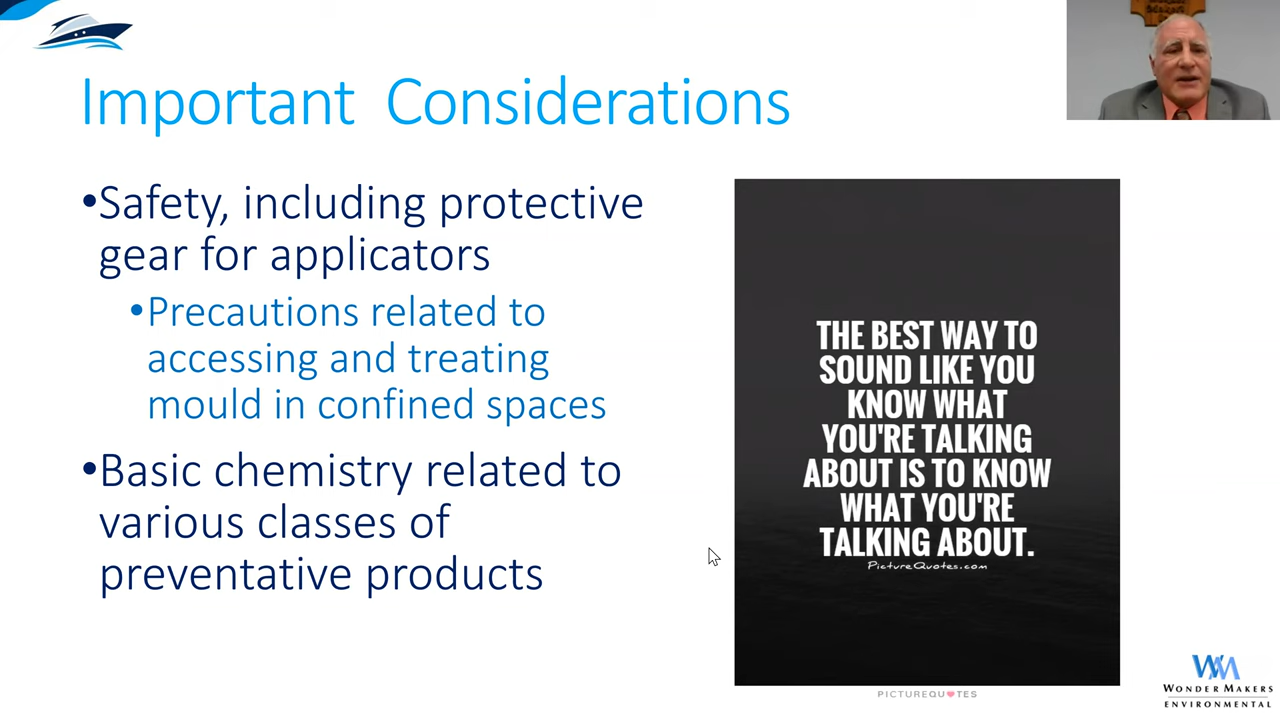 Important Considerations
•Safety, including protective
gear for applicators
•Precautions related to
accessing and treating
mould in confined spaces
•Basic chemistry related to
various classes of
preventative products
THE BEST WAY TO
SOUND LIKE YOU
KNOW WHAT
YOU'RE TALKING
ABOUT IS TO KNOW
WHAT YOU'RE
TALKING ABOUT.
PictureQuotes.com
PICTUREQUOTES
WM
WONDER MAKERS
ENVIRONMENTAL